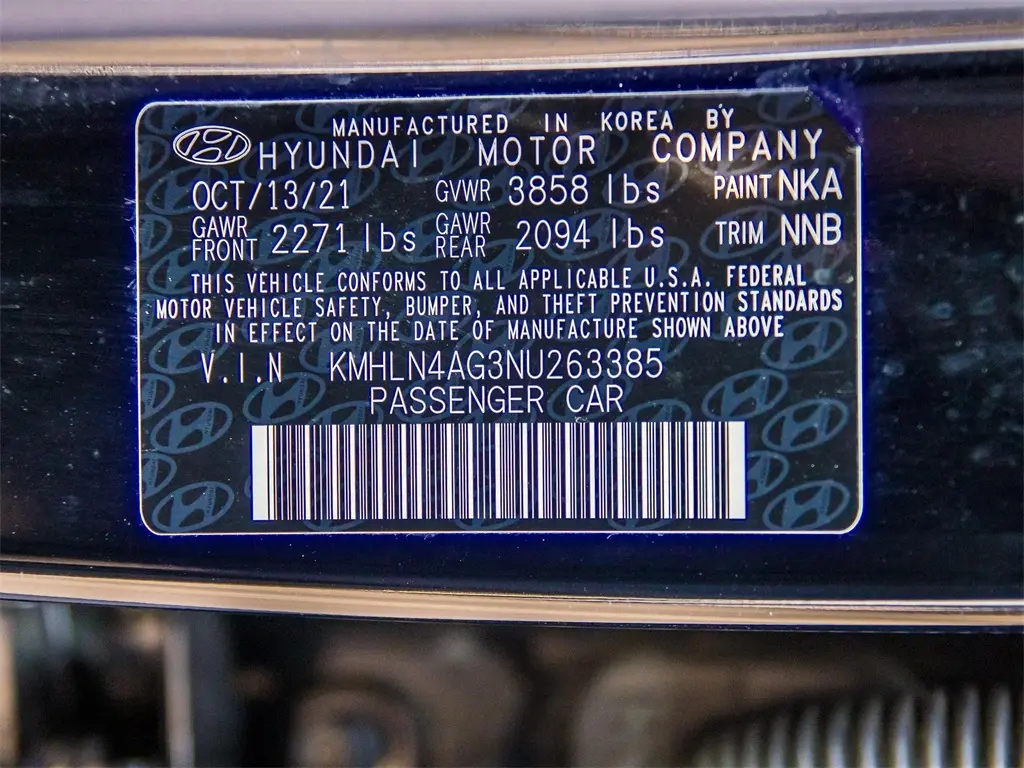 MANUFACTURED IN KOREA BY
HYUNDAI MOTOR COMPANY
OCT/13/21 GVWR 3858 lbs PAINT NKA
GAWR FRONT 2271 lbs GAWR REAR 2094 lbs TRIM NNB
THIS VEHICLE CONFORMS TO ALL APPLICABLE U.S.A. FEDERAL
MOTOR VEHICLE SAFETY, BUMPER, AND THEFT PREVENTION STANDARDS
IN EFFECT ON THE DATE OF MANUFACTURE SHOWN ABOVE
V.I.N KMHLN4AG3NU263385
PASSENGER CAR